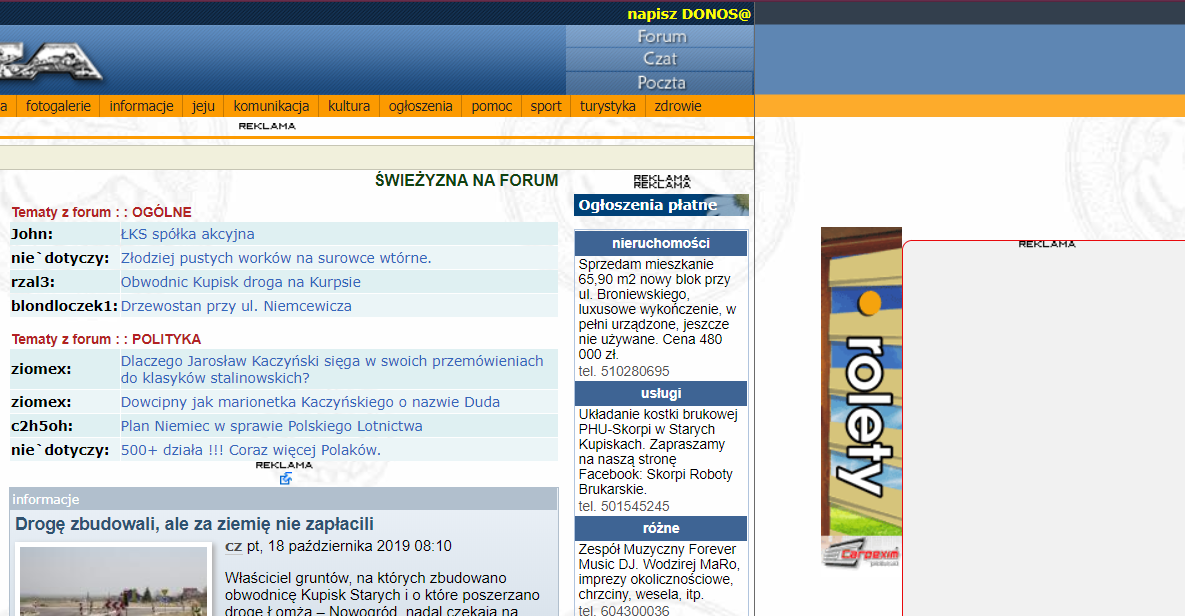 napisz DONOS@
Forum
Czat
Poczta
a fotogalerie informacje jeju komunikacja kultura ogłoszenia pomoc sport turystyka zdrowie
REKLAMA
ŚWIEŻYZNA NA FORUM
Tematy z forum : : OGÓLNE
John: ŁKS spółka akcyjna
nie`dotyczy: Złodziej pustych worków na surowce wtórne.
rzal3: Obwodnic Kupisk droga na Kurpsie
blondloczek1: Drzewostan przy ul. Niemcewicza
Tematy z forum : : POLITYKA
ziomex: Dlaczego Jarosław Kaczyński sięga w swoich przemówieniach
do klasyków stalinowskich?
ziomex: Dowcipny jak marionetka Kaczyńskiego o nazwie Duda
c2h5oh: Plan Niemiec w sprawie Polskiego Lotnictwa
nie`dotyczy: 500+ działa !!! Coraz więcej Polaków.
REKLAMA
informacje
Drogę zbudowali, ale za ziemię nie zapłacili
cz pt, 18 października 2019 08:10
Właściciel gruntów, na których zbudowano
obwodnicę Kupisk Starych i o które poszerzano
drogę Łomża – Nowogród, nadal czekają na
REKLAMA
REKLAMA
Ogłoszenia płatne
nieruchomości
Sprzedam mieszkanie
65,90 m2 nowy blok przy
ul. Broniewskiego,
luxusowe wykończenie, w
pełni urządzone, jeszcze
nie używane. Cena 480
000 zł.
tel. 510280695
usługi
Układanie kostki brukowej
PHU-Skorpi w Starych
Kupiskach. Zapraszamy
na naszą stronę
Facebook: Skorpi Roboty
Brukarskie.
tel. 501545245
różne
Zespół Muzyczny Forever
Music DJ. Wodzirej MaRo,
imprezy okolicznościowe,
chrzciny, wesela, itp.
tel. 604300036
REKLAMA
rolety
Carpexim